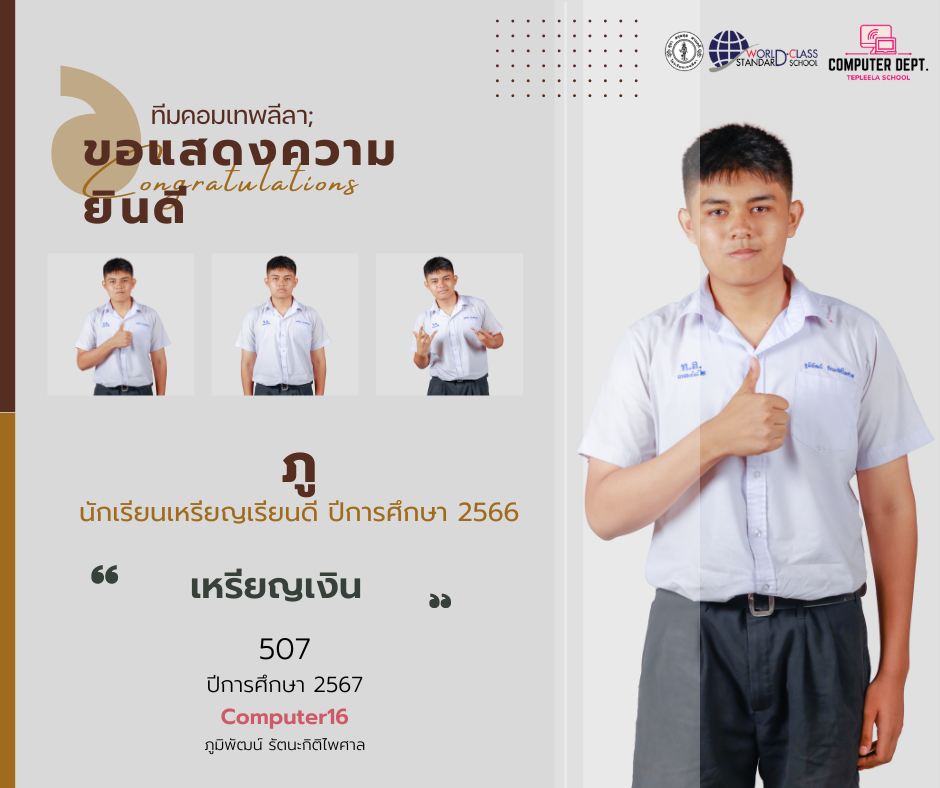 WORLD-CLASS
STANDARD SCHOOL
COMPUTER DEPT.
TEPLEELA SCHOOL
ทีมคอมเทพลีลา;
ขอแสดงความ
Congratulations
ยินดี
ท.ล.
ภู
นักเรียนเหรียญเรียนดี ปีการศึกษา 2566
“ เหรียญเงิน „
507
ปีการศึกษา 2567
Computer16
ภูมิพัฒน์ รัตนะกิติไพศาล